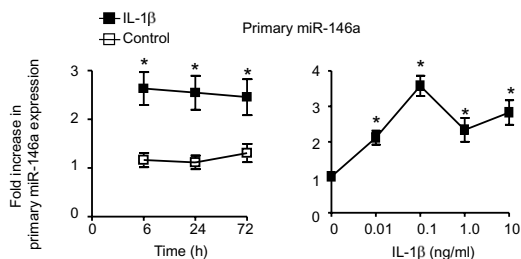 IL-1β
Control
Primary miR-146a
Fold increase in
primary miR-146a expression
3
2
1
0
* * *
0 6 24 72
Time (h)
4
3
2
1
0
* * * *
0 0.01 0.1 1.0 10
IL-1β (ng/ml)